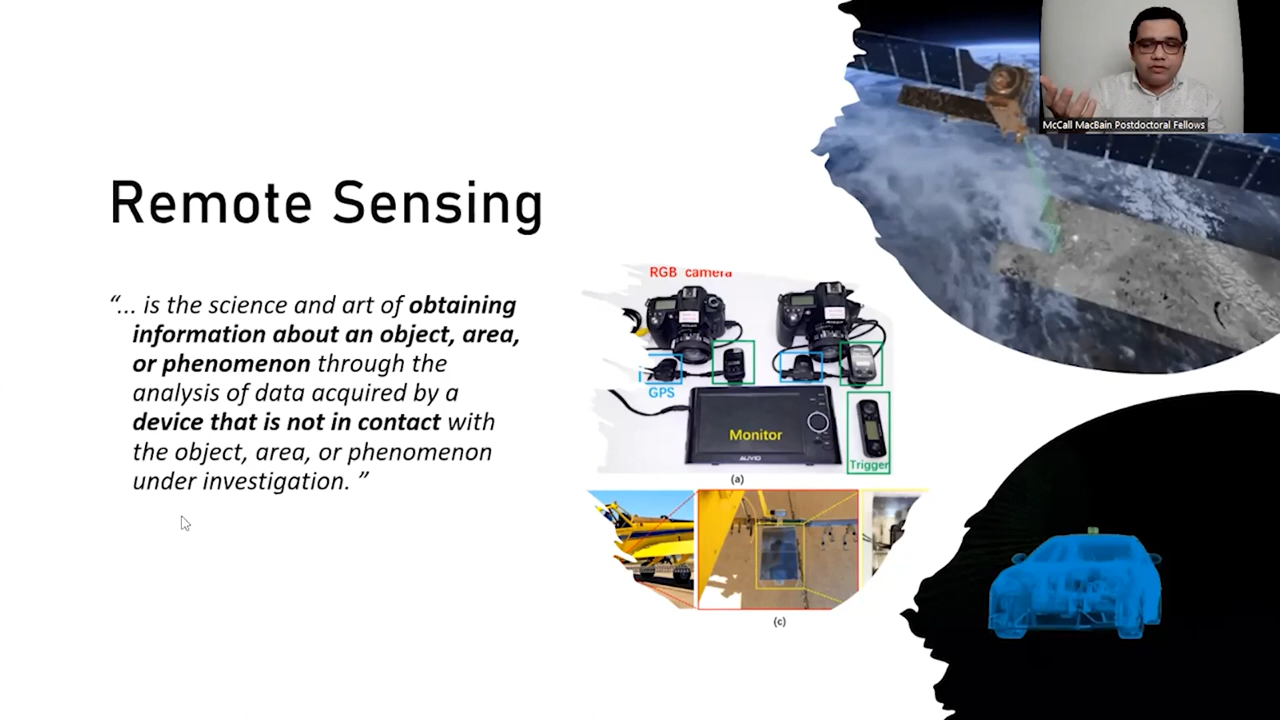 McCall MacBain Postdoctoral Fellows
Remote Sensing
“... is the science and art of obtaining
information about an object, area,
or phenomenon through the
analysis of data acquired by a
device that is not in contact with
the object, area, or phenomenon
under investigation. ”
RGB camera
GPS
Monitor
Trigger
(a)
(c)